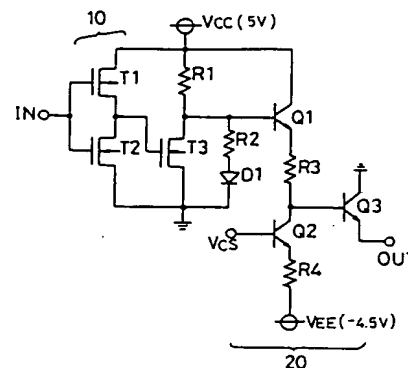 10
VCC (5V)
T1
R1
IN
Q1
T2
T3
R2
R3
D1
Q3
Q2
VCS
OUT
R4
VEE (-4.5V)
20